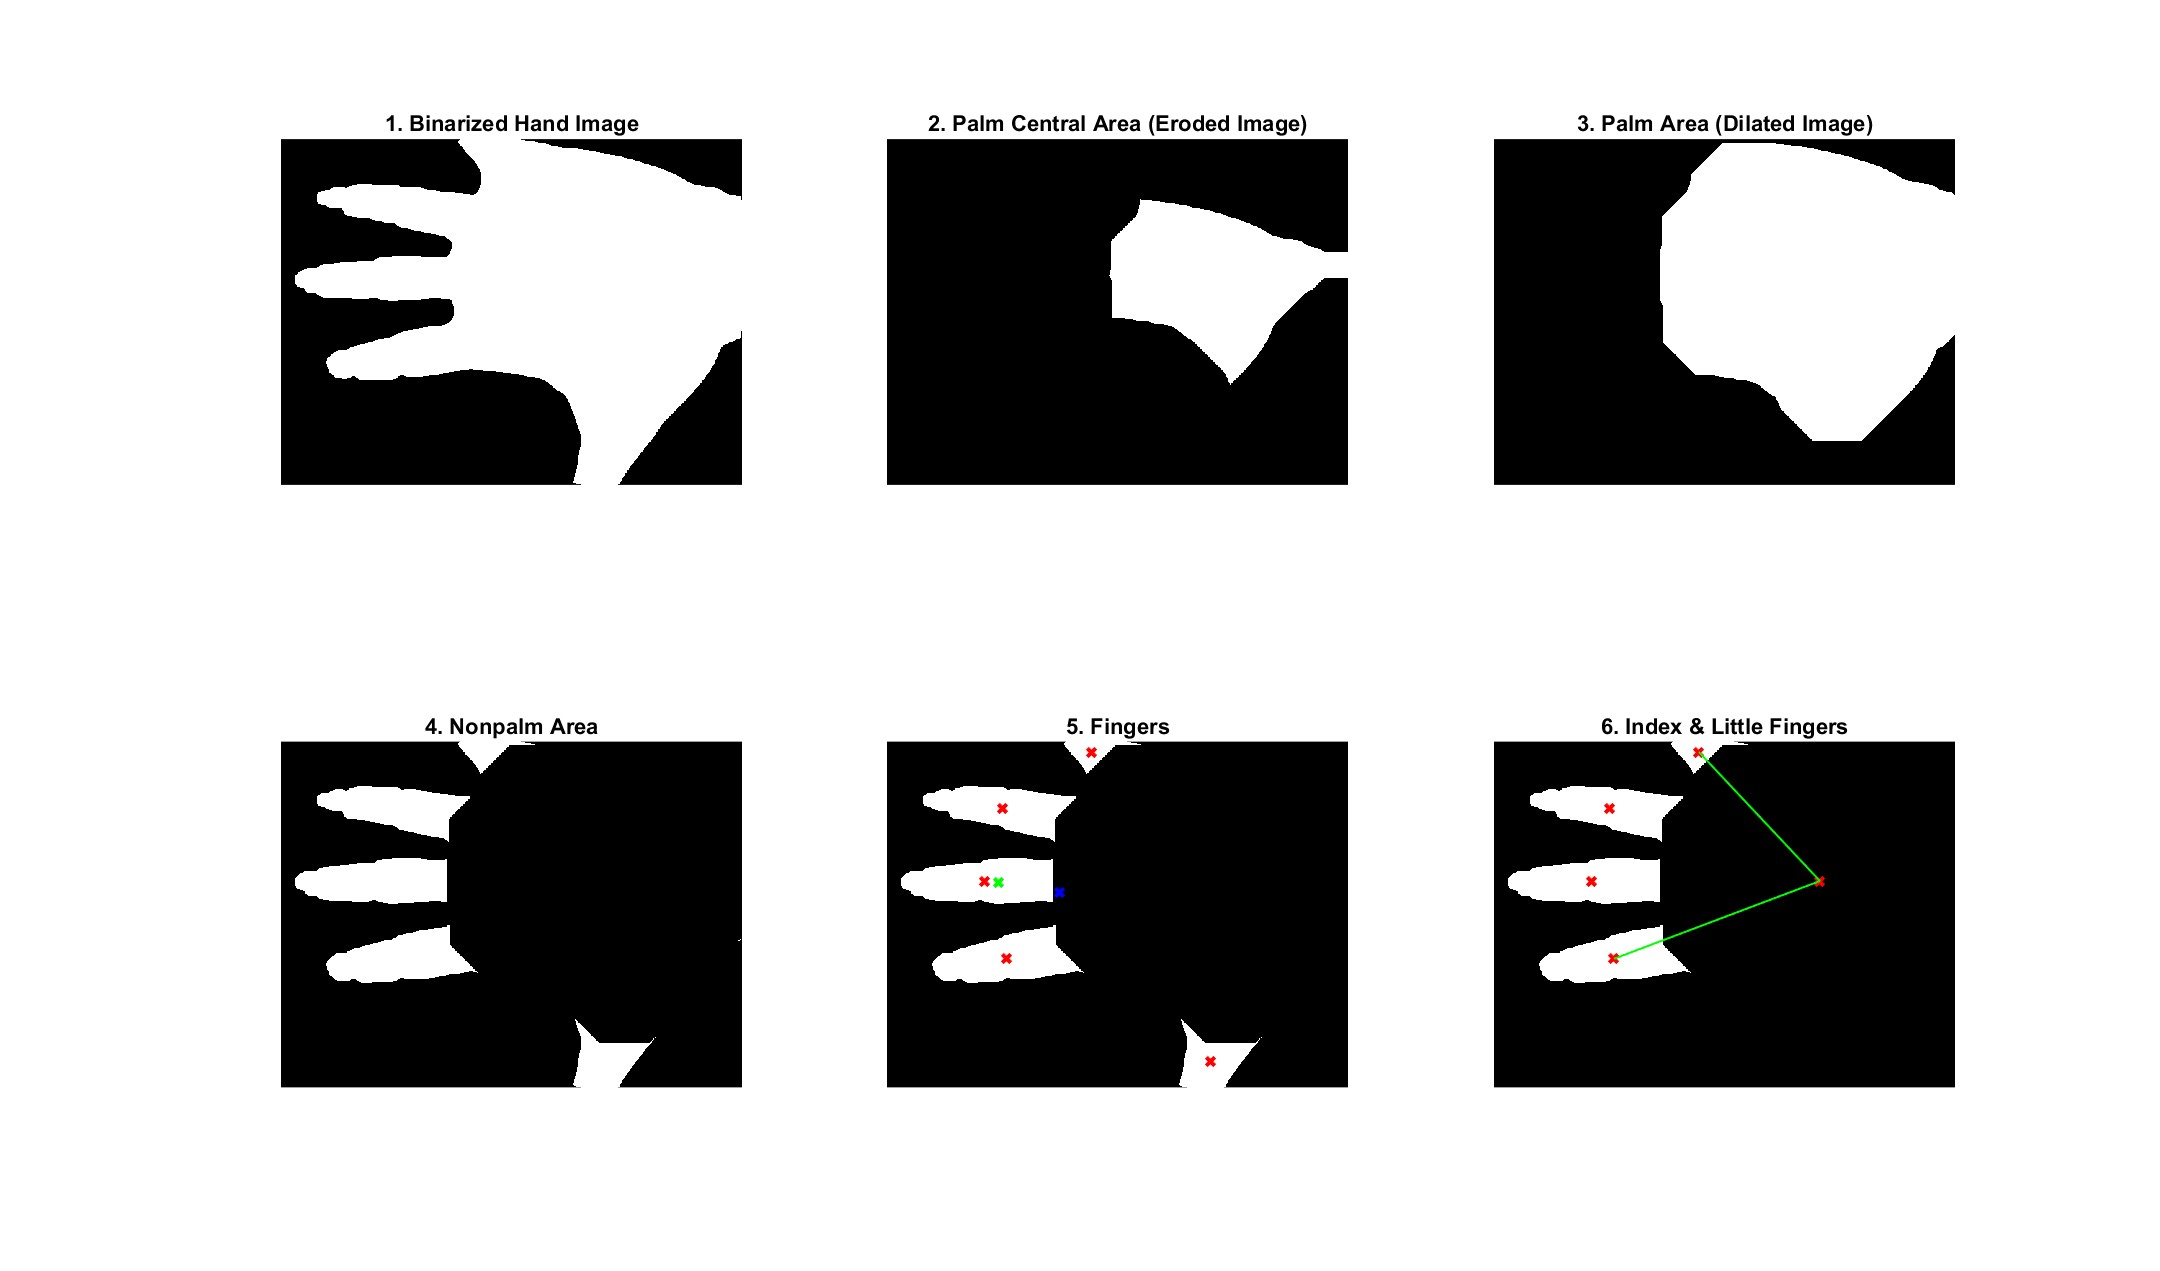 1. Binarized Hand Image
2. Palm Central Area (Eroded Image)
3. Palm Area (Dilated Image)
4. Nonpalm Area
5. Fingers
6. Index & Little Fingers